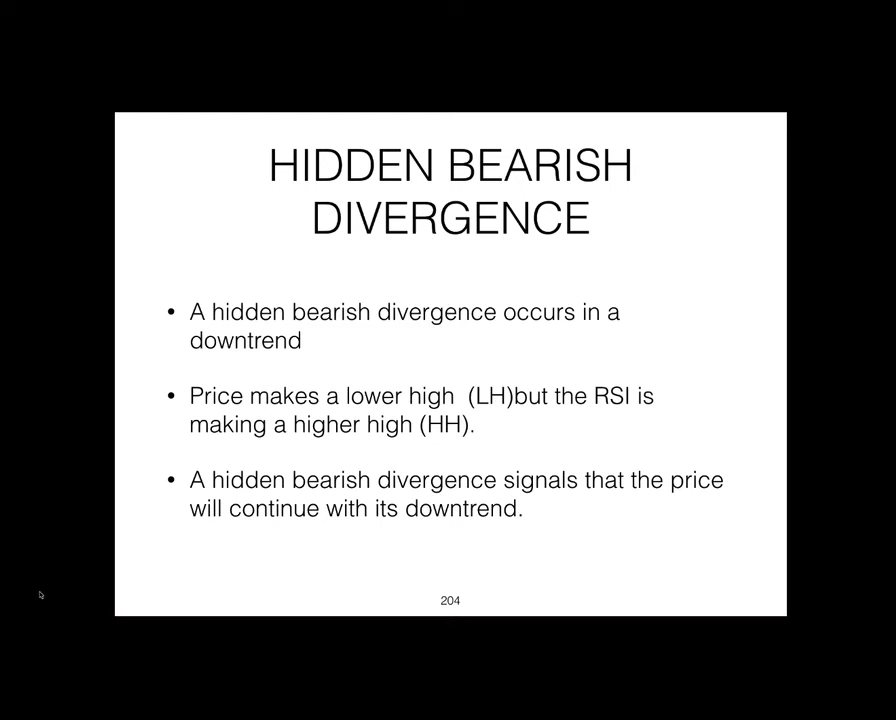 HIDDEN BEARISH
DIVERGENCE
• A hidden bearish divergence occurs in a
downtrend
• Price makes a lower high  (LH)but the RSI is
making a higher high (HH).
• A hidden bearish divergence signals that the price
will continue with its downtrend.
204